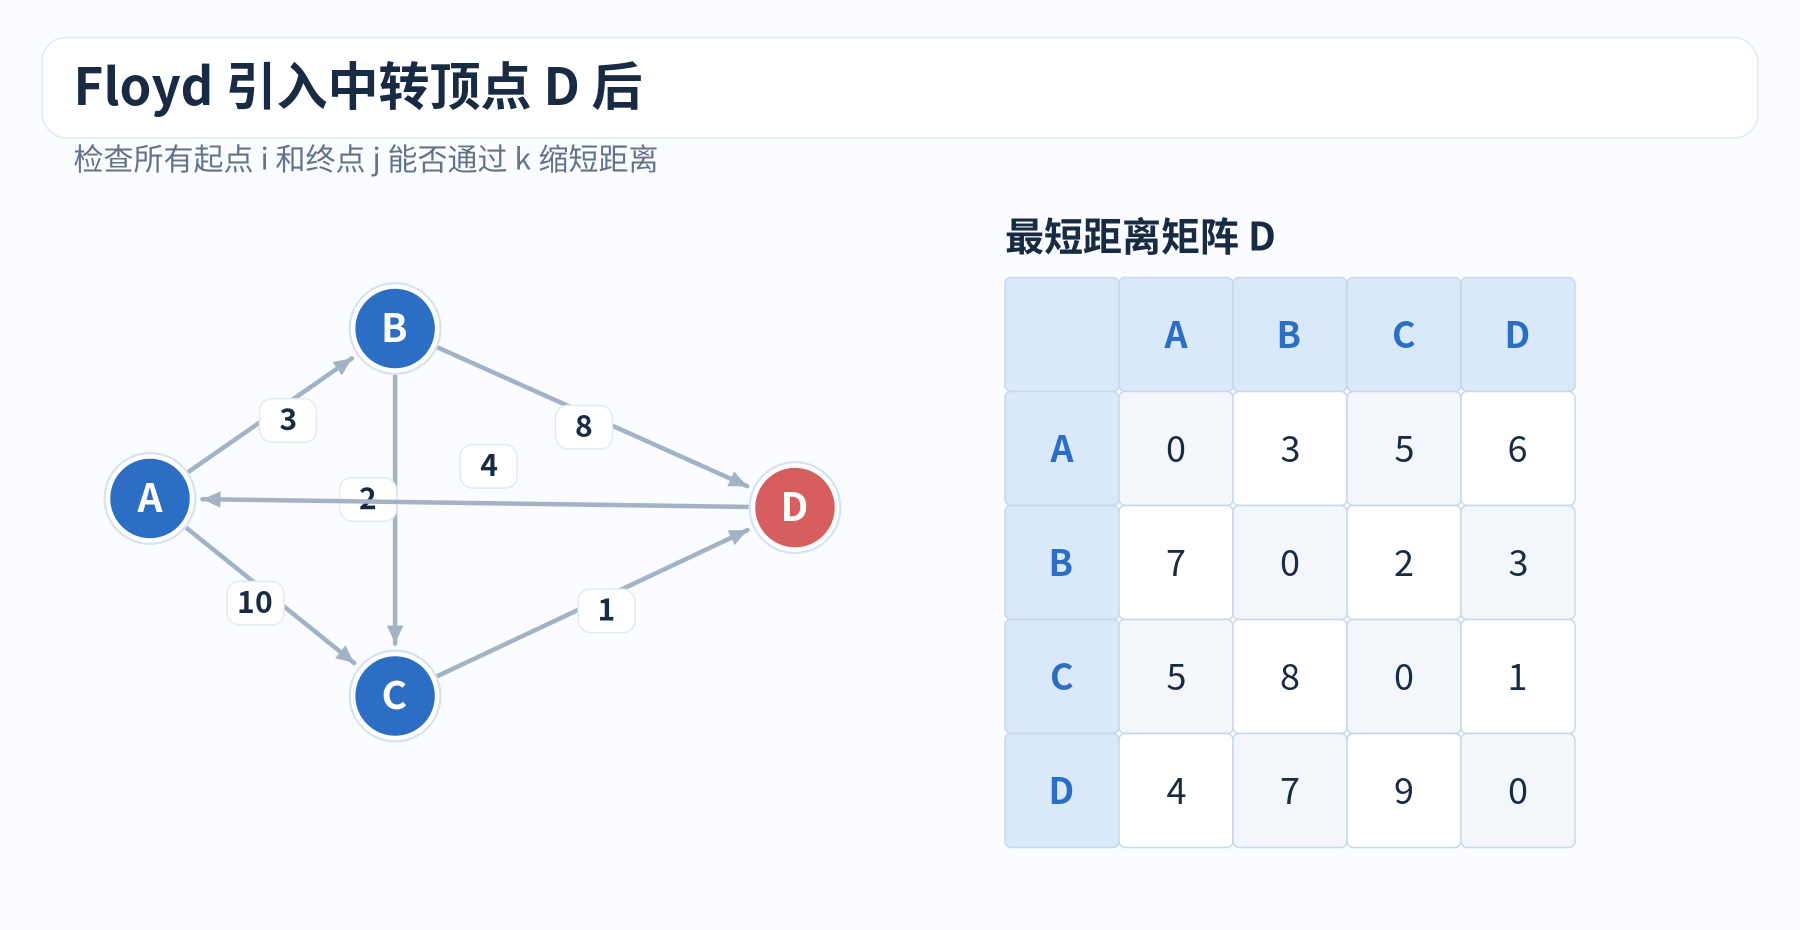 Floyd 引入中转顶点 D 后
检查所有起点 i 和终点 j 能否通过 k 缩短距离
最短距离矩阵 D
B
3
8
4
A
2
D
10
1
C
A B C D
A 0 3 5 6
B 7 0 2 3
C 5 8 0 1
D 4 7 9 0